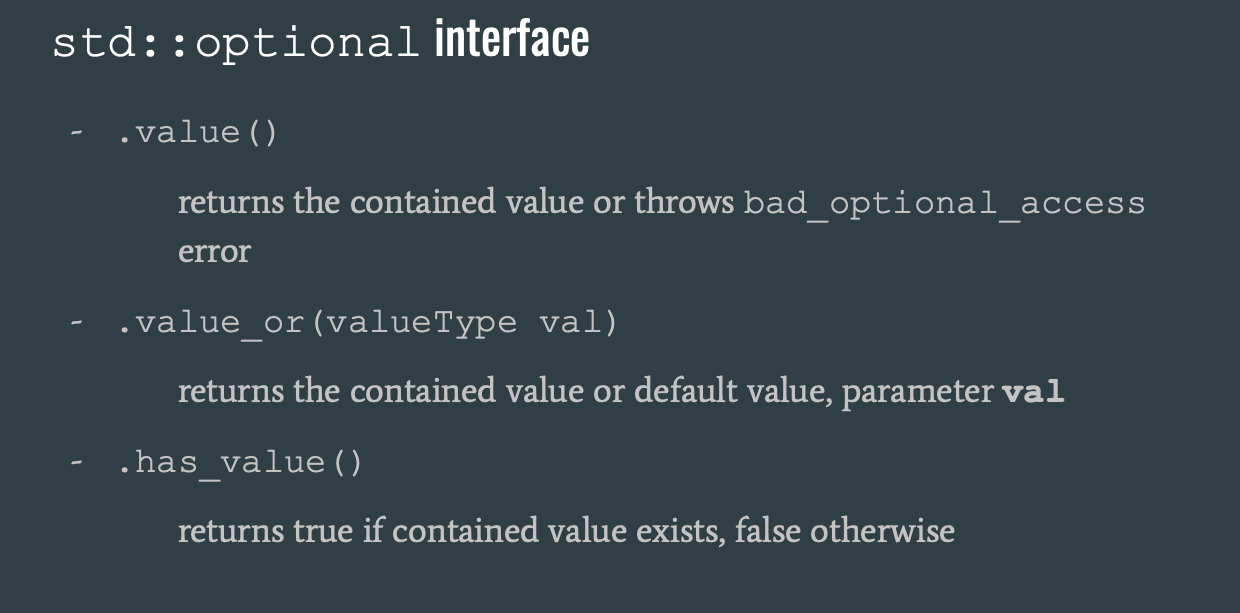 std::optional interface
- .value()
returns the contained value or throws bad_optional_access
error
- .value_or(valueType val)
returns the contained value or default value, parameter val
- .has_value()
returns true if contained value exists, false otherwise